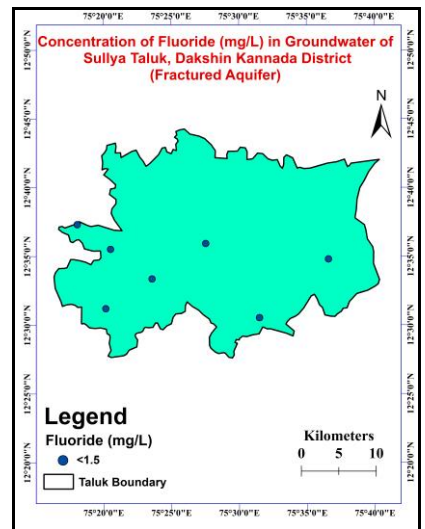 75°20'0"E 75°25'0"E 75°30'0"E 75°35'0"E 75°40'0"E
Concentration of Fluoride (mg/L) in Groundwater of
Sullya Taluk, Dakshin Kannada District
(Fractured Aquifer)
N
12°50'0"N 12°50'0"N
12°45'0"N 12°45'0"N
12°40'0"N 12°40'0"N
12°35'0"N 12°35'0"N
12°30'0"N 12°30'0"N
12°25'0"N 12°25'0"N
12°20'0"N 12°20'0"N
Legend
Fluoride (mg/L)
<1.5
Taluk Boundary
Kilometers
0 5 10
75°20'0"E 75°25'0"E 75°30'0"E 75°35'0"E 75°40'0"E